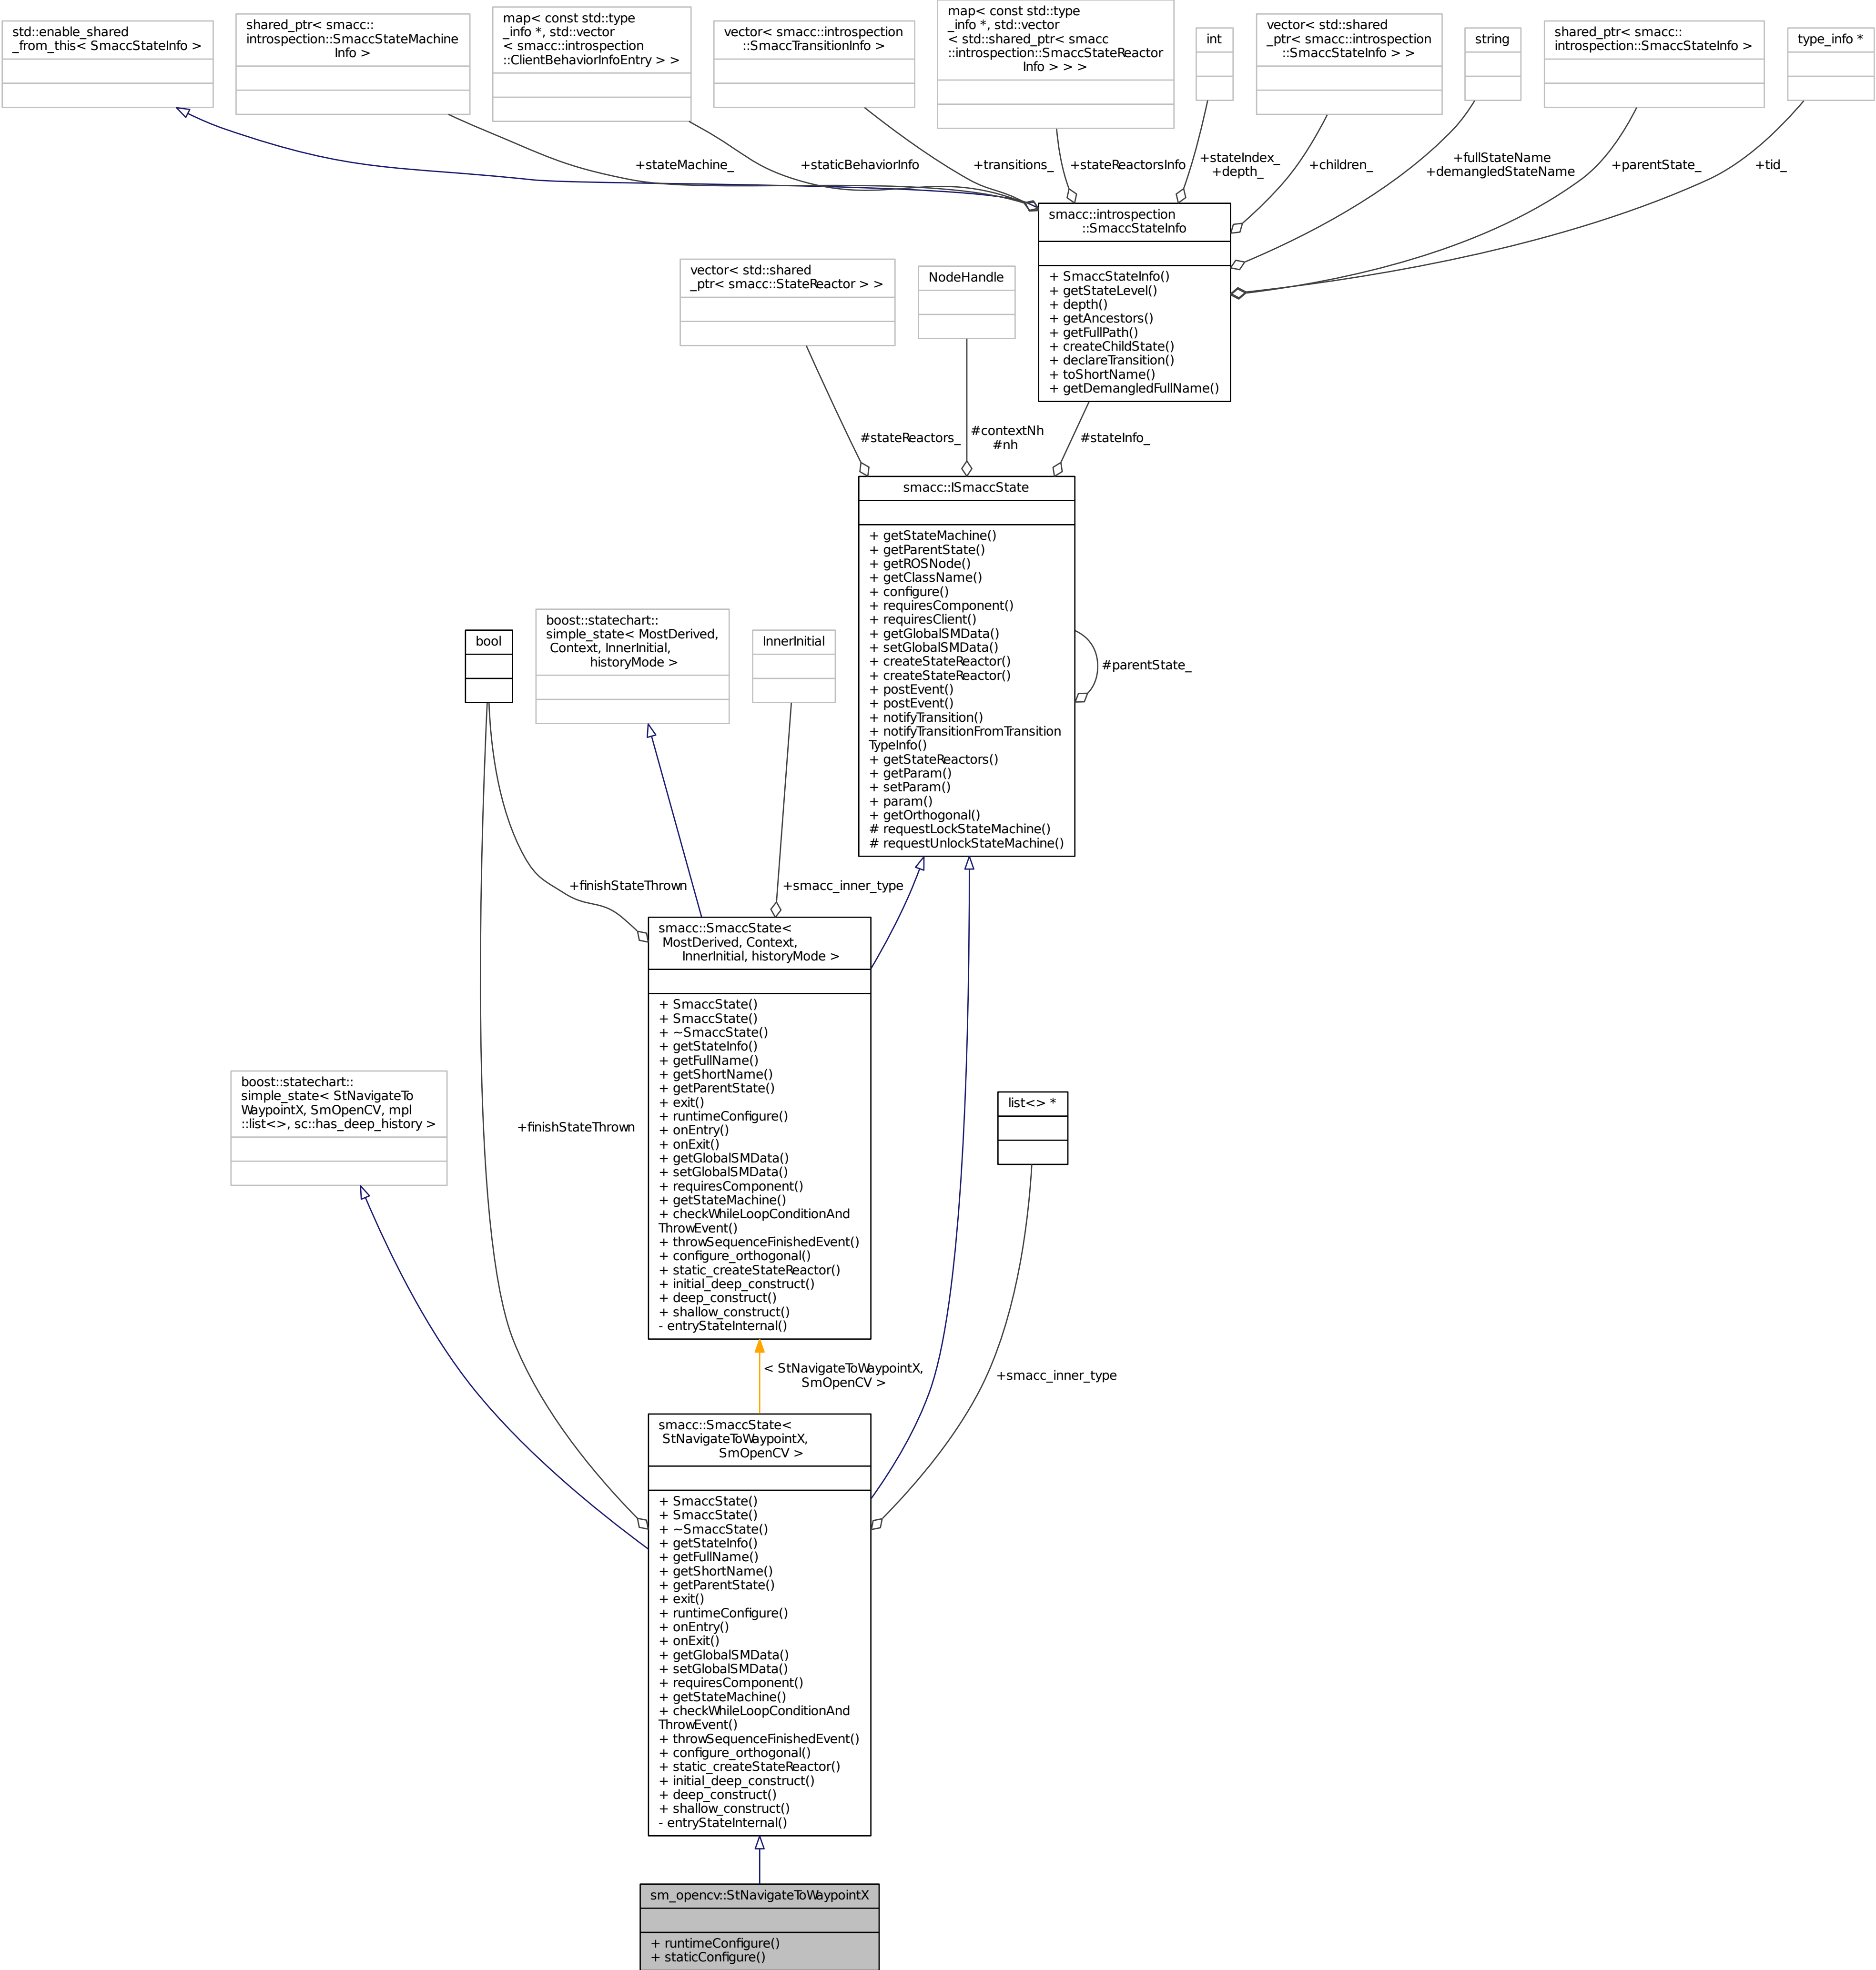 std::enable_shared
_from_this< SmaccStateInfo >
shared_ptr< smacc::
introspection::SmaccStateMachine
Info >
map< const std::type
_info *, std::vector
< smacc::introspection
::ClientBehaviorInfoEntry > >
vector< smacc::introspection
::SmaccTransitionInfo >
map< const std::type
_info *, std::vector
< std::shared_ptr< smacc
::introspection::SmaccStateReactor
Info > > >
int
vector< std::shared
_ptr< smacc::introspection
::SmaccStateInfo > >
string
shared_ptr< smacc::
introspection::SmaccStateInfo >
type_info *
+stateMachine_
+staticBehaviorInfo
+transitions_
+stateReactorsInfo
+stateIndex_
+depth_
+children_
+fullStateName
+demangledStateName
+parentState_
+tid_
smacc::introspection
::SmaccStateInfo
+ SmaccStateInfo()
+ getStateLevel()
+ depth()
+ getAncestors()
+ getFullPath()
+ createChildState()
+ declareTransition()
+ toShortName()
+ getDemangledFullName()
vector< std::shared
_ptr< smacc::StateReactor > >
NodeHandle
#stateReactors_
#contextNh
#nh
#stateInfo_
smacc::ISmaccState
+ getStateMachine()
+ getParentState()
+ getROSNode()
+ getClassName()
+ configure()
+ requiresComponent()
+ requiresClient()
+ getGlobalSMData()
+ setGlobalSMData()
+ createStateReactor()
+ createStateReactor()
+ postEvent()
+ postEvent()
+ notifyTransition()
+ notifyTransitionFromTransition
TypeInfo()
+ getStateReactors()
+ getParam()
+ setParam()
+ param()
+ getOrthogonal()
# requestLockStateMachine()
# requestUnlockStateMachine()
#parentState_
bool
boost::statechart::
simple_state< MostDerived,
Context, InnerInitial,
historyMode >
InnerInitial
+finishStateThrown
+smacc_inner_type
smacc::SmaccState<
MostDerived, Context,
InnerInitial, historyMode >
+ SmaccState()
+ SmaccState()
+ ~SmaccState()
+ getStateInfo()
+ getFullName()
+ getShortName()
+ getParentState()
+ exit()
+ runtimeConfigure()
+ onEntry()
+ onExit()
+ getGlobalSMData()
+ setGlobalSMData()
+ requiresComponent()
+ getStateMachine()
+ checkWhileLoopConditionAnd
ThrowEvent()
+ throwSequenceFinishedEvent()
+ configure_orthogonal()
+ static_createStateReactor()
+ initial_deep_construct()
+ deep_construct()
+ shallow_construct()
- entryStateInternal()
boost::statechart::
simple_state< StNavigateTo
WaypointX, SmOpenCV, mpl
::list<>, sc::has_deep_history >
+finishStateThrown
list<> *
< StNavigateToWaypointX,
SmOpenCV >
+smacc_inner_type
smacc::SmaccState<
StNavigateToWaypointX,
SmOpenCV >
+ SmaccState()
+ SmaccState()
+ ~SmaccState()
+ getStateInfo()
+ getFullName()
+ getShortName()
+ getParentState()
+ exit()
+ runtimeConfigure()
+ onEntry()
+ onExit()
+ getGlobalSMData()
+ setGlobalSMData()
+ requiresComponent()
+ getStateMachine()
+ checkWhileLoopConditionAnd
ThrowEvent()
+ throwSequenceFinishedEvent()
+ configure_orthogonal()
+ static_createStateReactor()
+ initial_deep_construct()
+ deep_construct()
+ shallow_construct()
- entryStateInternal()
sm_opencv::StNavigateToWaypointX
+ runtimeConfigure()
+ staticConfigure()